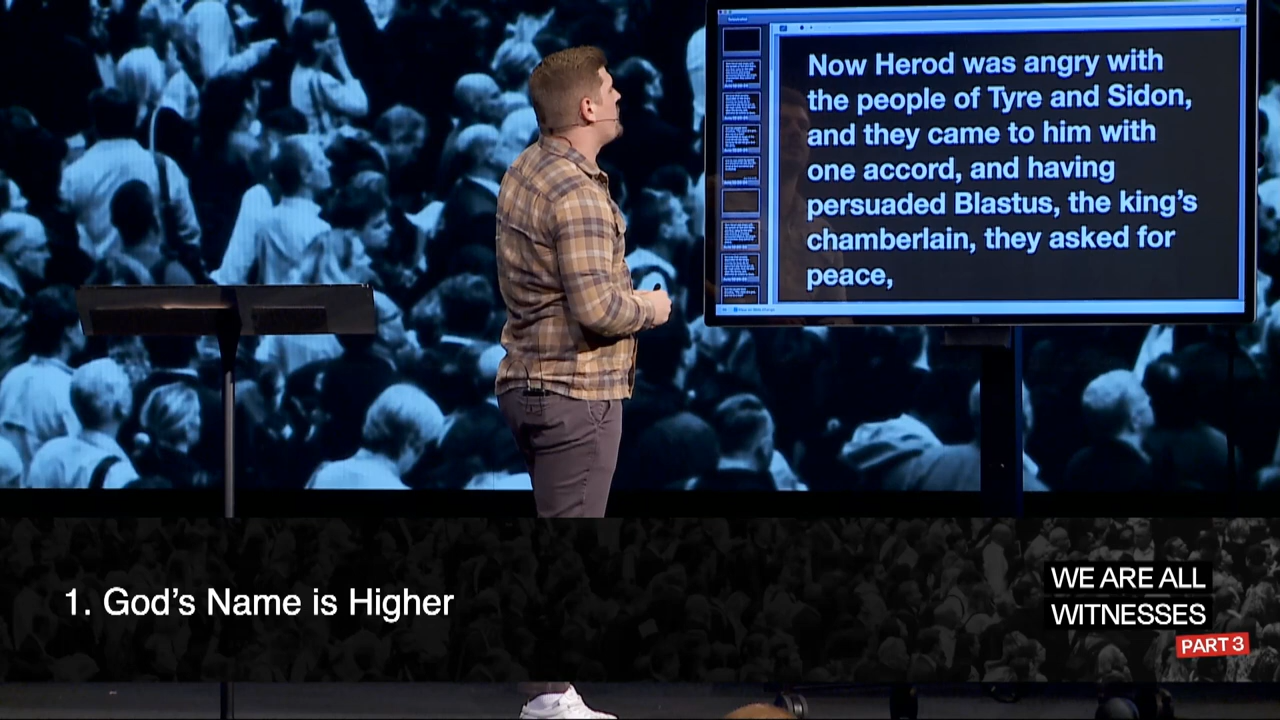 Now Herod was angry with
the people of Tyre and Sidon,
and they came to him with
one accord, and having
persuaded Blastus, the king's
chamberlain, they asked for
peace,
1. God's Name is Higher
WE ARE ALL
WITNESSES
PART 3